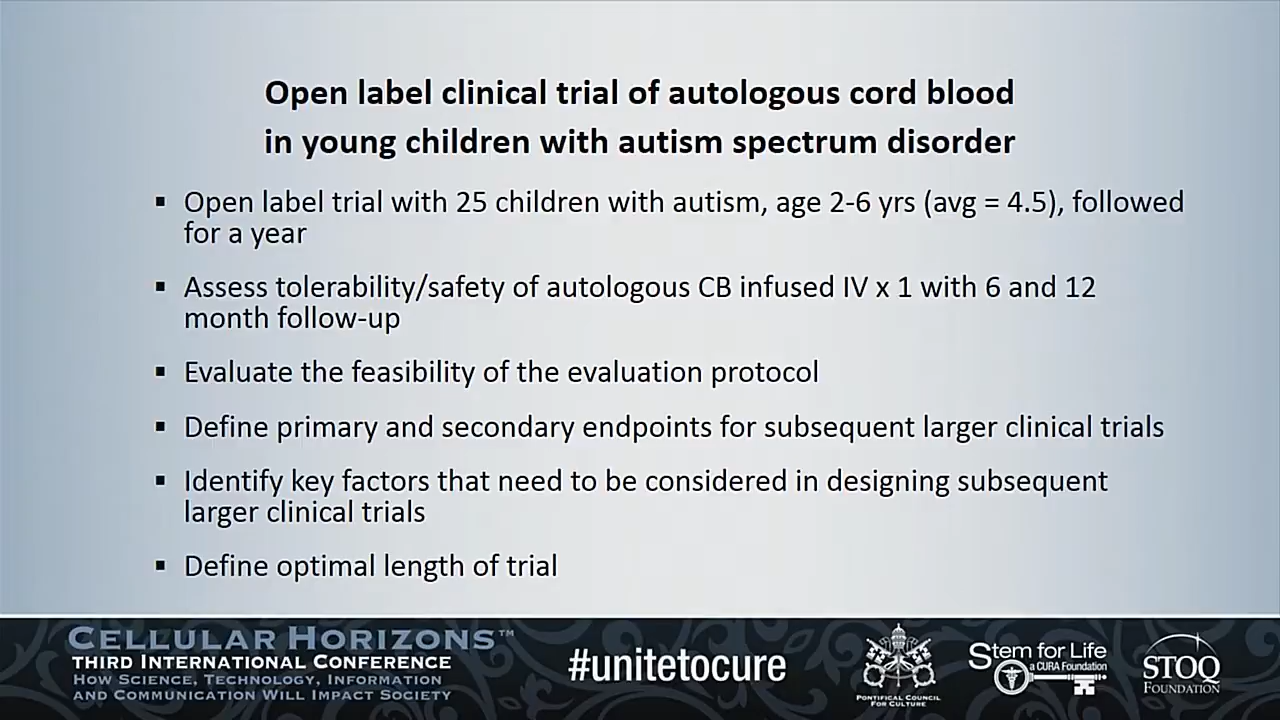 Open label clinical trial of autologous cord blood
in young children with autism spectrum disorder
▪ Open label trial with 25 children with autism, age 2-6 yrs (avg = 4.5), followed
for a year
▪ Assess tolerability/safety of autologous CB infused IV x 1 with 6 and 12
month follow-up
▪ Evaluate the feasibility of the evaluation protocol
▪ Define primary and secondary endpoints for subsequent larger clinical trials
▪ Identify key factors that need to be considered in designing subsequent
larger clinical trials
▪ Define optimal length of trial
CELLULAR HORIZONS™
THIRD INTERNATIONAL CONFERENCE
HOW SCIENCE, TECHNOLOGY, INFORMATION
AND COMMUNICATION WILL IMPACT SOCIETY
#unitetocure
PONTIFICAL COUNCIL
FOR CULTURE
Stem for Life
a CURA Foundation
STOQ
FOUNDATION